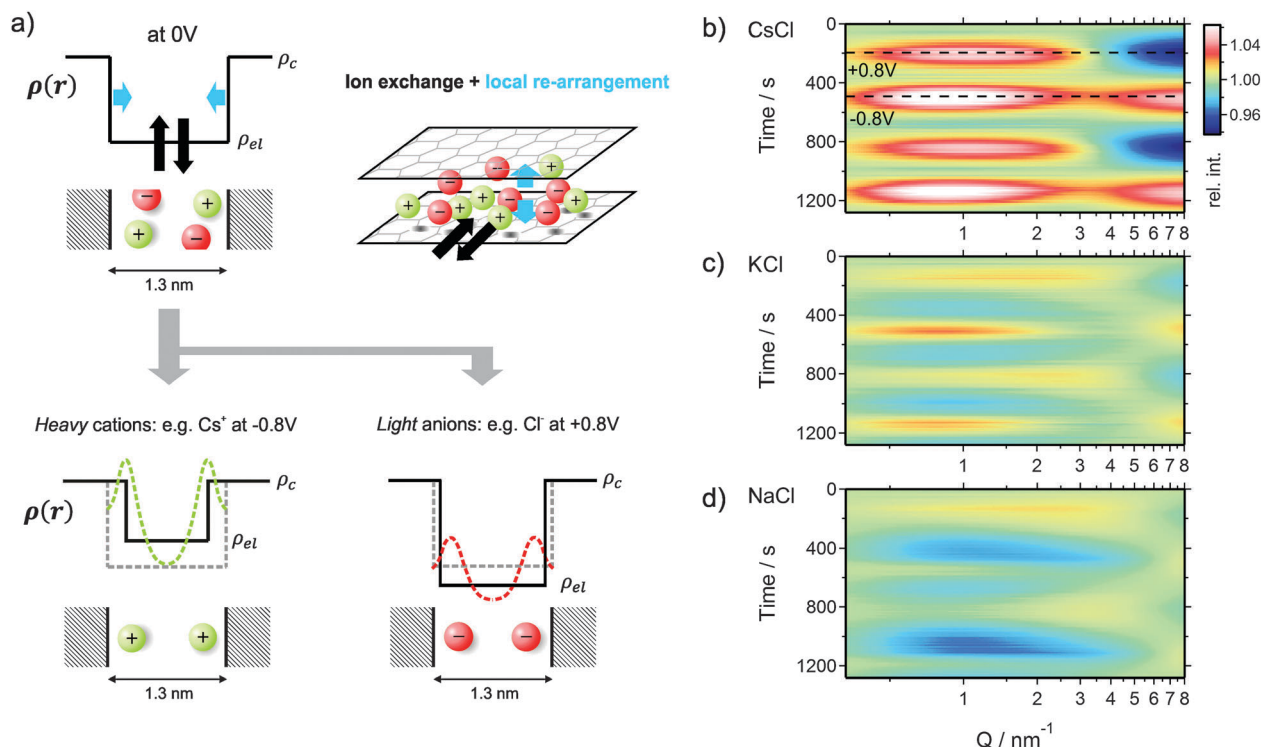 a)
at 0V
ρ(r)
ρc
ρel
− + + −
1.3 nm
Ion exchange + local re-arrangement
Heavy cations: e.g. Cs⁺ at -0.8V
ρ(r)
ρc
ρel
+ +
1.3 nm
Light anions: e.g. Cl⁻ at +0.8V
ρc
ρel
− −
1.3 nm
b) CsCl
Time / s
0
400
800
1200
+0.8V
-0.8V
1 2 3 4 5 6 7 8
1.04
1.00
0.96
rel. int.
c) KCl
Time / s
0
400
800
1200
1 2 3 4 5 6 7 8
d) NaCl
Time / s
0
400
800
1200
1 2 3 4 5 6 7 8
Q / nm⁻¹